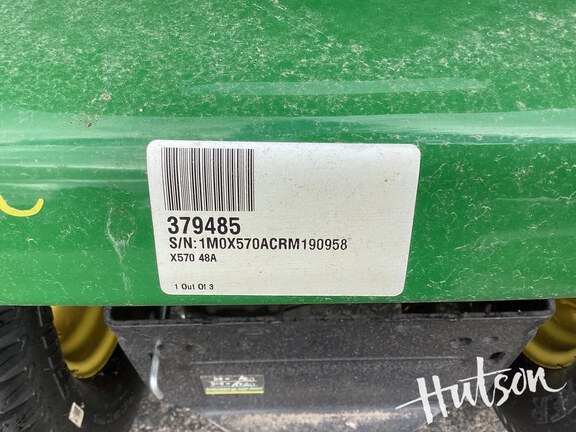 379485
S/N:1M0X570ACRM190958
X570 48A
1 Out Of 3
Hutson